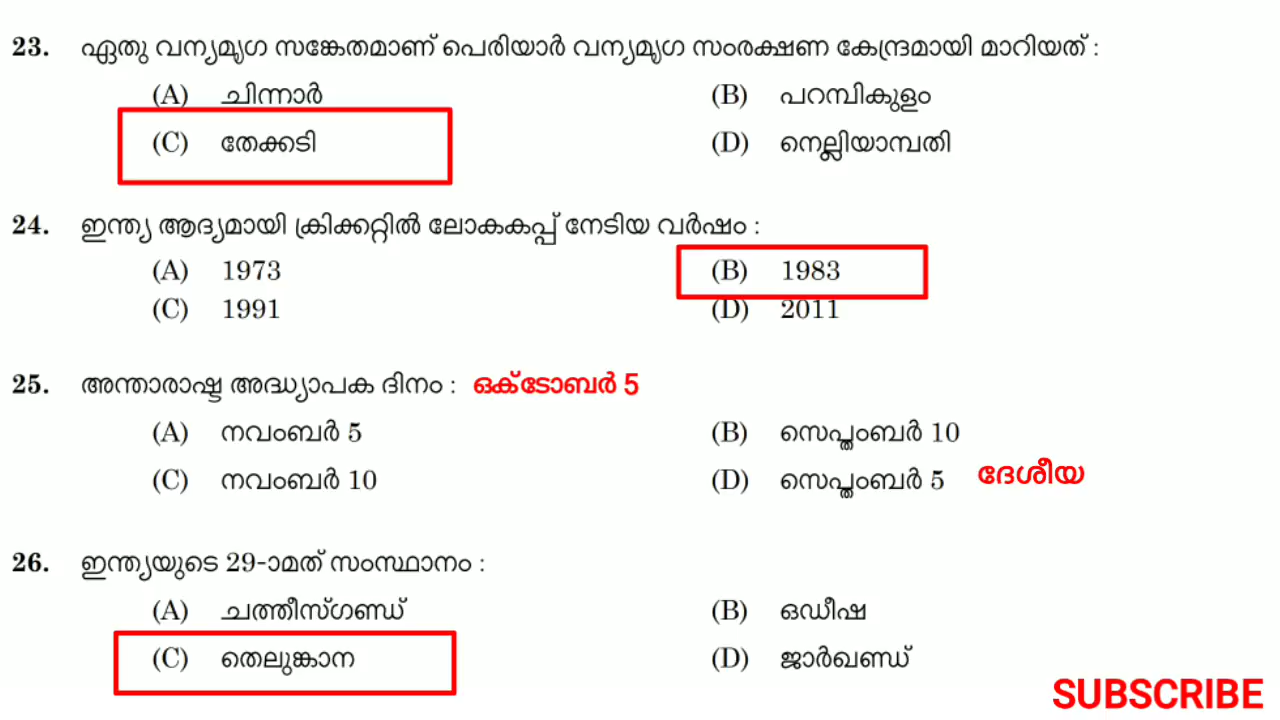 23. ഏതു വന്യമൃഗ സങ്കേതമാണ് പെരിയാർ വന്യമൃഗ സംരക്ഷണ കേന്ദ്രമായി മാറിയത് :
(A) ചിന്നാർ (B) പറമ്പികുളം
(C) തേക്കടി (D) നെല്ലിയാമ്പതി
24. ഇന്ത്യ ആദ്യമായി ക്രിക്കറ്റിൽ ലോകകപ്പ് നേടിയ വർഷം :
(A) 1973 (B) 1983
(C) 1991 (D) 2011
25. അന്താരാഷ്ട്ര അദ്ധ്യാപക ദിനം : ഒക്ടോബർ 5
(A) നവംബർ 5 (B) സെപ്തംബർ 10
(C) നവംബർ 10 (D) സെപ്തംബർ 5 ദേശീയ
26. ഇന്ത്യയുടെ 29-ാമത് സംസ്ഥാനം :
(A) ചത്തീസ്ഗണ്ഡ് (B) ഒഡീഷ
(C) തെലുങ്കാന (D) ജാർഖണ്ഡ്
SUBSCRIBE